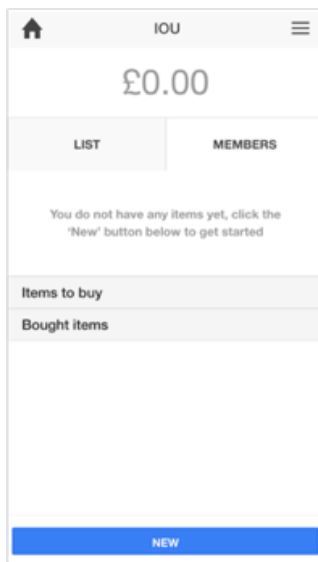 IOU
£0.00
LIST MEMBERS
You do not have any items yet, click the
'New' button below to get started
Items to buy
Bought items
NEW